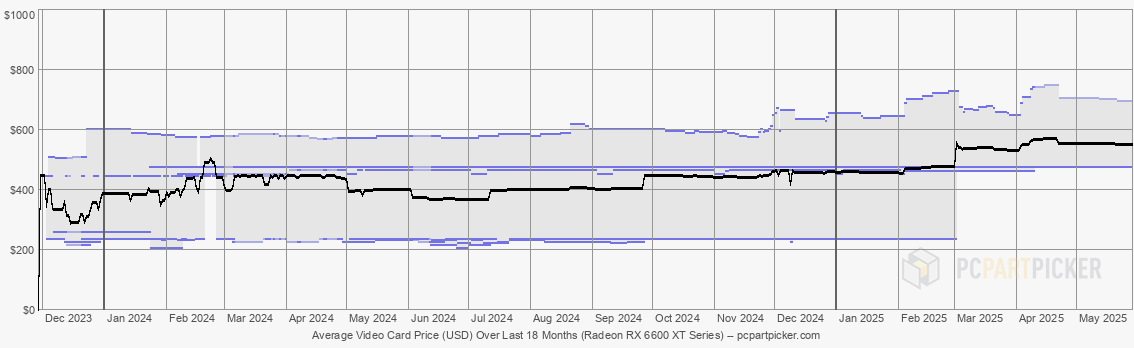 $1000
$800
$600
$400
$200
$0
PCPARTPICKER
Dec 2023 Jan 2024 Feb 2024 Mar 2024 Apr 2024 May 2024 Jun 2024 Jul 2024 Aug 2024 Sep 2024 Oct 2024 Nov 2024 Dec 2024 Jan 2025 Feb 2025 Mar 2025 Apr 2025 May 2025
Average Video Card Price (USD) Over Last 18 Months (Radeon RX 6600 XT Series) -- pcpartpicker.com